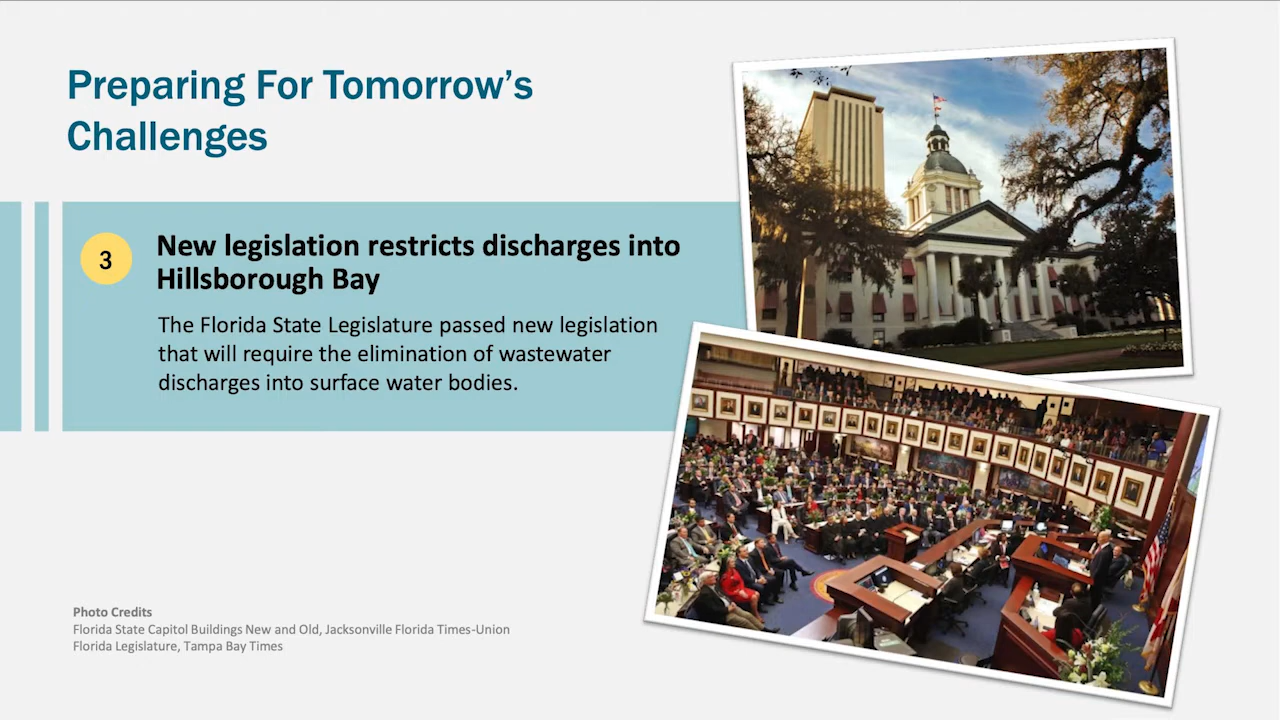 Preparing For Tomorrow’s
Challenges
3
New legislation restricts discharges into
Hillsborough Bay
The Florida State Legislature passed new legislation
that will require the elimination of wastewater
discharges into surface water bodies.
Photo Credits
Florida State Capitol Buildings New and Old, Jacksonville Florida Times-Union
Florida Legislature, Tampa Bay Times